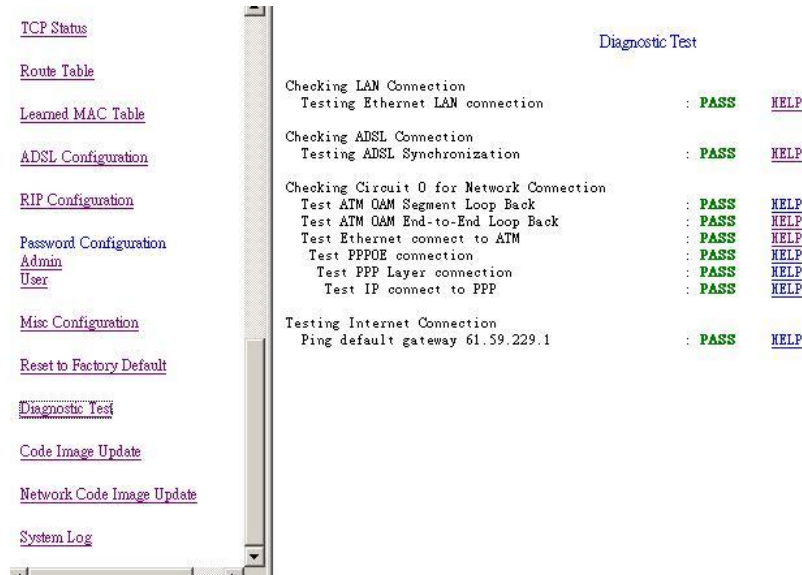 TCP Status
Route Table
Learned MAC Table
ADSL Configuration
RIP Configuration
Password Configuration
Admin
User
Misc Configuration
Reset to Factory Default
Diagnostic Test
Code Image Update
Network Code Image Update
System Log
Diagnostic Test
Checking LAN Connection
Testing Ethernet LAN connection : PASS HELP
Checking ADSL Connection
Testing ADSL Synchronization : PASS HELP
Checking Circuit 0 for Network Connection
Test ATM OAM Segment Loop Back : PASS HELP
Test ATM OAM End-to-End Loop Back : PASS HELP
Test Ethernet connect to ATM : PASS HELP
Test PPPOE connection : PASS HELP
Test PPP Layer connection : PASS HELP
Test IP connect to PPP : PASS HELP
Testing Internet Connection
Ping default gateway 61.59.229.1 : PASS HELP